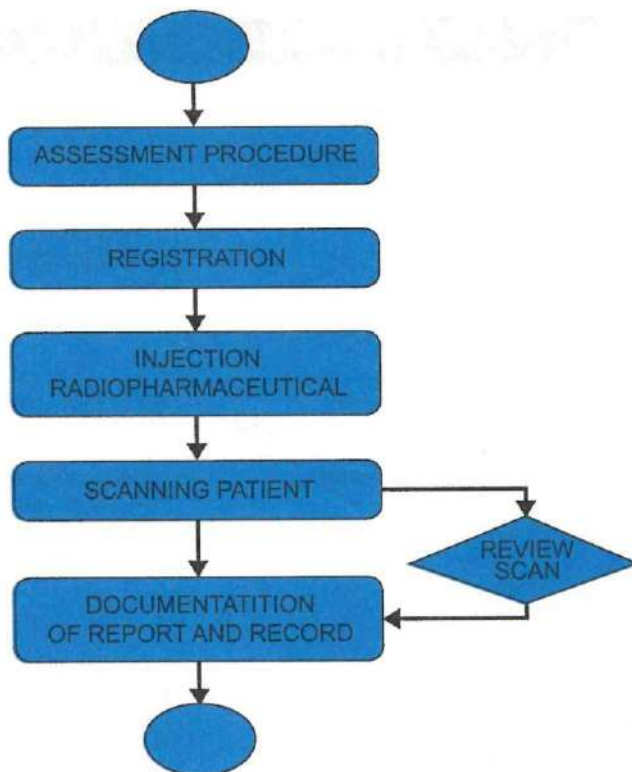 ASSESSMENT PROCEDURE
REGISTRATION
INJECTION
RADIOPHARMACEUTICAL
SCANNING PATIENT
REVIEW
SCAN
DOCUMENTATITION
OF REPORT AND RECORD